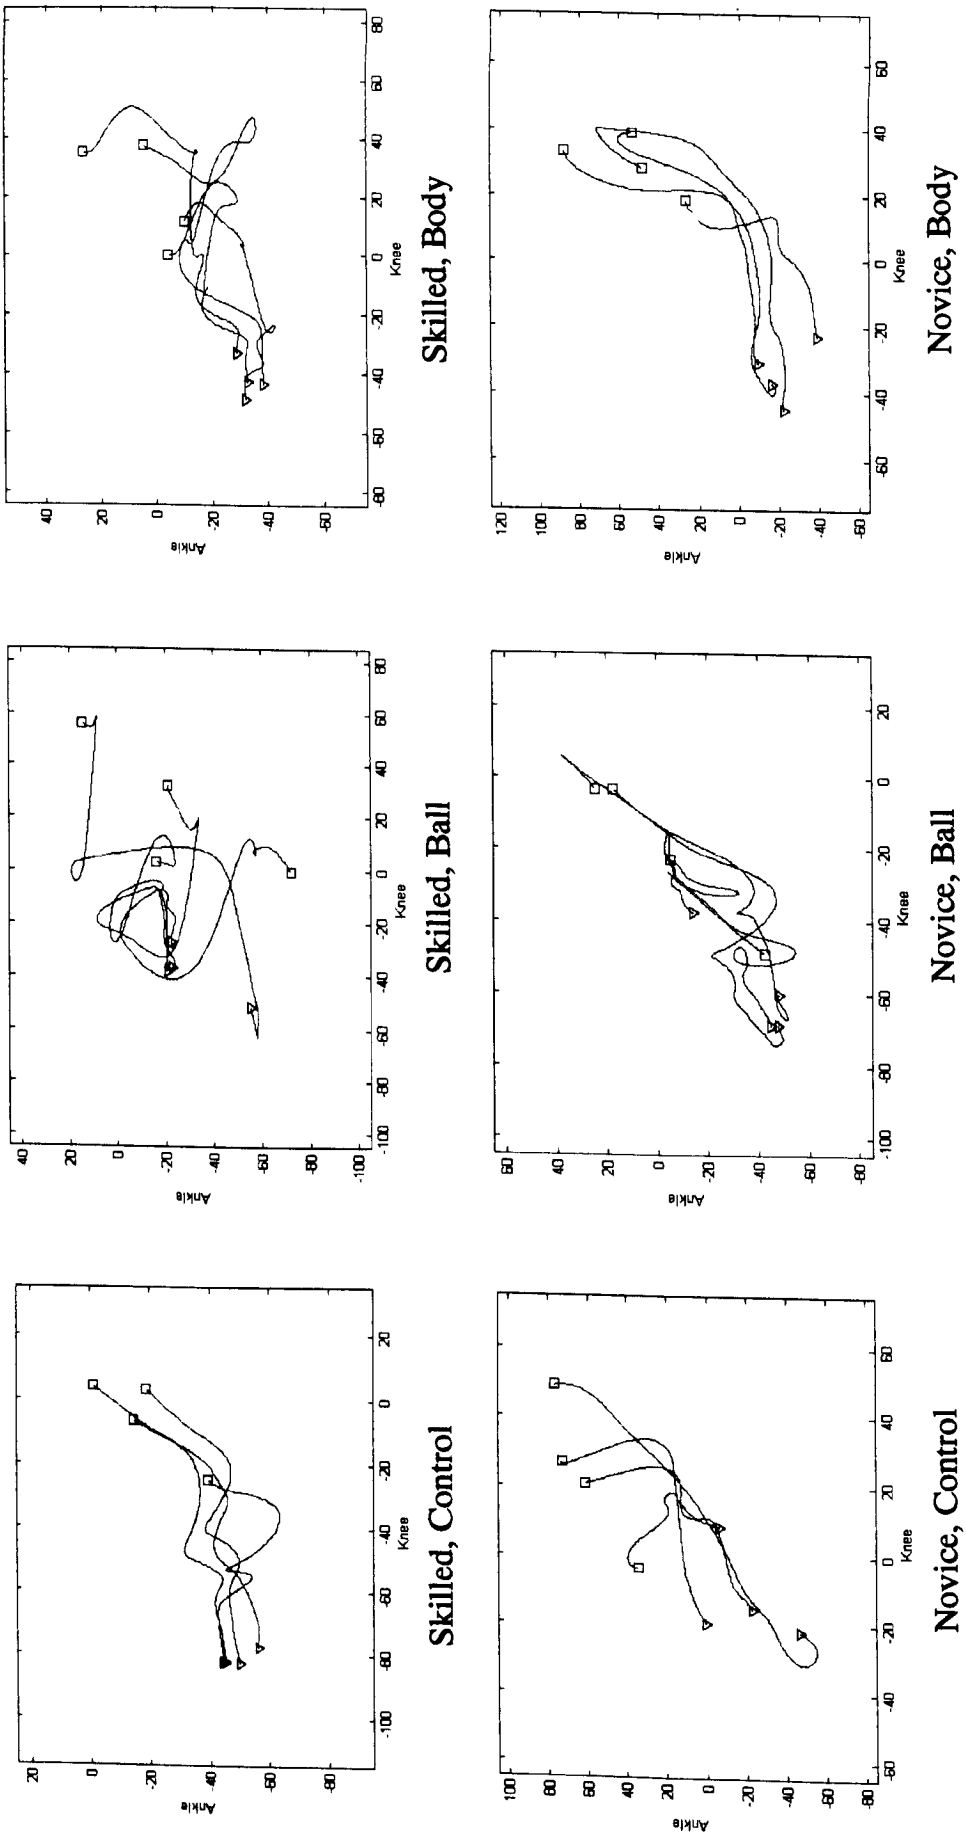 20
0
-20
-40
-60
-80
Ankle
-100 -80 -60 -40 -20 0 20
Knee
Skilled, Control
40
20
0
-20
-40
-60
-80
-100
Ankle
-100 -80 -60 -40 -20 0 20 40 60 80
Knee
Skilled, Ball
40
20
0
-20
-40
-60
Ankle
-80 -60 -40 -20 0 20 40 60 80
Knee
Skilled, Body
100
80
60
40
20
0
-20
-40
-60
-80
Ankle
-60 -40 -20 0 20 40 60
Knee
Novice, Control
60
40
20
0
-20
-40
-60
-80
Ankle
-100 -80 -60 -40 -20 0 20
Knee
Novice, Ball
120
100
80
60
40
20
0
-20
-40
-60
Ankle
-60 -40 -20 0 20 40 60
Knee
Novice, Body